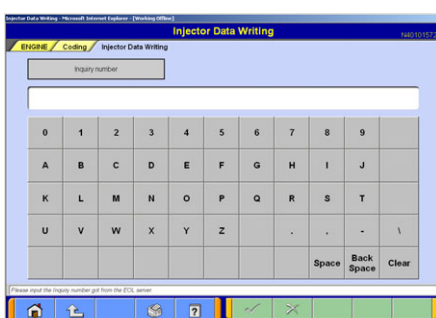 Injector Data Writing - Microsoft Internet Explorer - [Working Offline]
Injector Data Writing
N40101572
ENGINE Coding Injector Data Writing
Inquiry number
0 1 2 3 4 5 6 7 8 9
A B C D E F G H I J
K L M N O P Q R S T
U V W X Y Z . , - \
Space Back Space Clear
Please input the Inquiry number got from the EOL server.
?